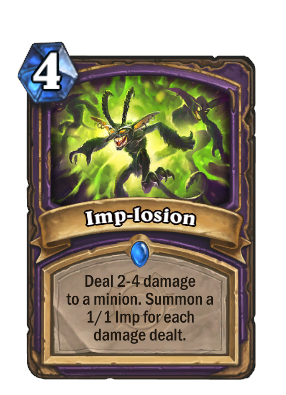 4
Imp-losion
Deal 2-4 damage
to a minion. Summon a
1/1 Imp for each
damage dealt.